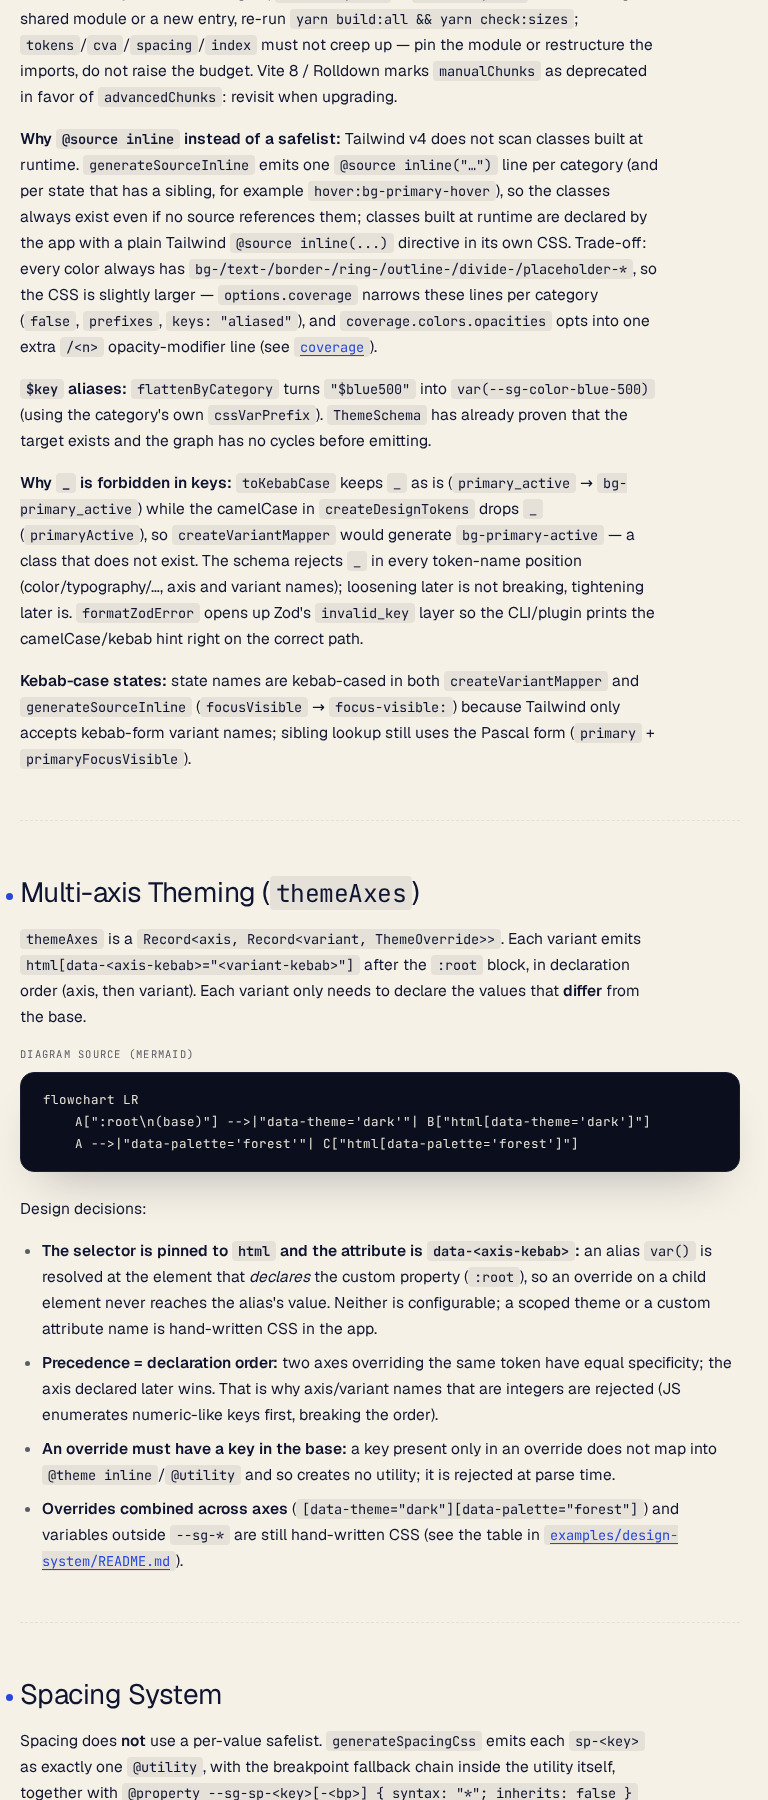 shared module or a new entry, re-run yarn build:all && yarn check:sizes ;
tokens / cva / spacing / index must not creep up — pin the module or restructure the
imports, do not raise the budget. Vite 8 / Rolldown marks manualChunks as deprecated
in favor of advancedChunks : revisit when upgrading.
Why @source inline instead of a safelist: Tailwind v4 does not scan classes built at
runtime. generateSourceInline emits one @source inline("…") line per category (and
per state that has a sibling, for example hover:bg-primary-hover ), so the classes
always exist even if no source references them; classes built at runtime are declared by
the app with a plain Tailwind @source inline(...) directive in its own CSS. Trade-off:
every color always has bg-/text-/border-/ring-/outline-/divide-/placeholder-* , so
the CSS is slightly larger — options.coverage narrows these lines per category
( false , prefixes , keys: "aliased" ), and coverage.colors.opacities opts into one
extra /<n> opacity-modifier line (see coverage ).
$key aliases: flattenByCategory turns "$blue500" into var(--sg-color-blue-500)
(using the category's own cssVarPrefix ). ThemeSchema has already proven that the
target exists and the graph has no cycles before emitting.
Why _ is forbidden in keys: toKebabCase keeps _ as is ( primary_active → bg-
primary_active ) while the camelCase in createDesignTokens drops _
( primaryActive ), so createVariantMapper would generate bg-primary-active — a
class that does not exist. The schema rejects _ in every token-name position
(color/typography/…, axis and variant names); loosening later is not breaking, tightening
later is. formatZodError opens up Zod's invalid_key layer so the CLI/plugin prints the
camelCase/kebab hint right on the correct path.
Kebab-case states: state names are kebab-cased in both createVariantMapper and
generateSourceInline ( focusVisible → focus-visible: ) because Tailwind only
accepts kebab-form variant names; sibling lookup still uses the Pascal form ( primary +
primaryFocusVisible ).
Multi-axis Theming ( themeAxes )
themeAxes is a Record<axis, Record<variant, ThemeOverride>> . Each variant emits
html[data-<axis-kebab>="<variant-kebab>"] after the :root block, in declaration
order (axis, then variant). Each variant only needs to declare the values that differ from
the base.
DIAGRAM SOURCE (MERMAID)
flowchart LR
A[":root\n(base)"] -->|"data-theme='dark'"| B["html[data-theme='dark']"]
A -->|"data-palette='forest'"| C["html[data-palette='forest']"]
Design decisions:
• The selector is pinned to html and the attribute is data-<axis-kebab> : an alias var() is
resolved at the element that declares the custom property ( :root ), so an override on a child
element never reaches the alias's value. Neither is configurable; a scoped theme or a custom
attribute name is hand-written CSS in the app.
• Precedence = declaration order: two axes overriding the same token have equal specificity; the
axis declared later wins. That is why axis/variant names that are integers are rejected (JS
enumerates numeric-like keys first, breaking the order).
• An override must have a key in the base: a key present only in an override does not map into
@theme inline / @utility and so creates no utility; it is rejected at parse time.
• Overrides combined across axes ( [data-theme="dark"][data-palette="forest"] ) and
variables outside --sg-* are still hand-written CSS (see the table in examples/design-
system/README.md ).
Spacing System
Spacing does not use a per-value safelist. generateSpacingCss emits each sp-<key>
as exactly one @utility , with the breakpoint fallback chain inside the utility itself,
together with @property --sg-sp-<key>[-<bp>] { syntax: "*"; inherits: false }